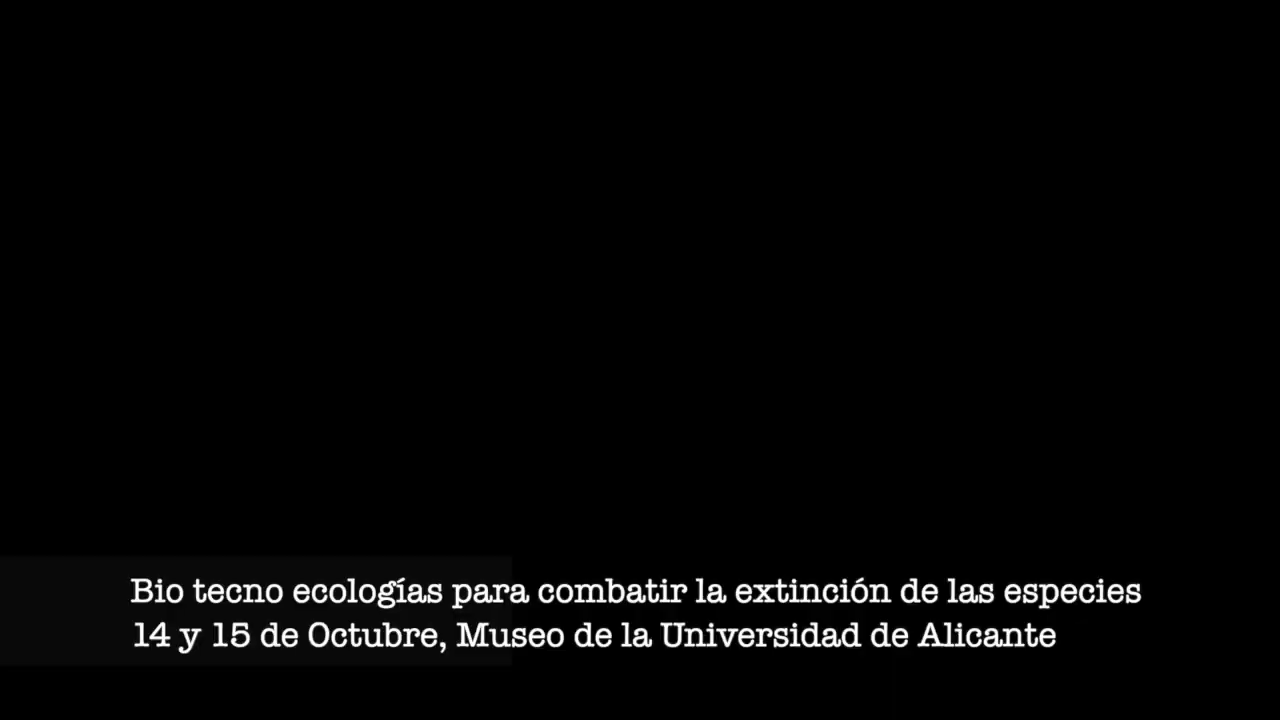 Bio tecno ecologías para combatir la extinción de las especies
14 y 15 de Octubre, Museo de la Universidad de Alicante